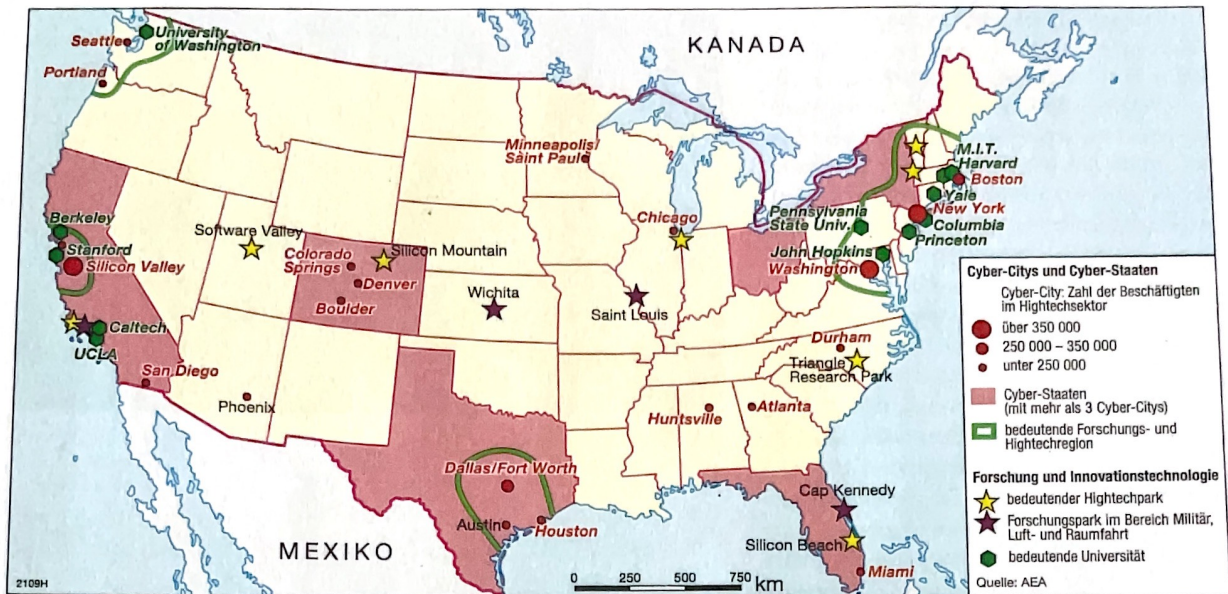 KANADA
Seattle
University
of Washington
Portland
Minneapolis/
Saint Paul
M.I.T.
Harvard
Boston
Yale
New York
Columbia
Princeton
Pennsylvania
State Univ.
John Hopkins
Washington
Chicago
Berkeley
Stanford
Silicon Valley
Software Valley
Colorado
Springs
Silicon Mountain
Denver
Boulder
Wichita
Saint Louis
Caltech
UCLA
San Diego
Phoenix
Durham
Triangle
Research Park
Huntsville
Atlanta
Dallas/Fort Worth
Austin
Houston
Cap Kennedy
Silicon Beach
Miami
MEXIKO
0 250 500 750 km
2109H
Cyber-Citys und Cyber-Staaten
Cyber-City: Zahl der Beschäftigten
im Hightechsektor
über 350 000
250 000 – 350 000
unter 250 000
Cyber-Staaten
(mit mehr als 3 Cyber-Citys)
bedeutende Forschungs- und
Hightechregion
Forschung und Innovationstechnologie
bedeutender Hightechpark
Forschungspark im Bereich Militär,
Luft- und Raumfahrt
bedeutende Universität
Quelle: AEA